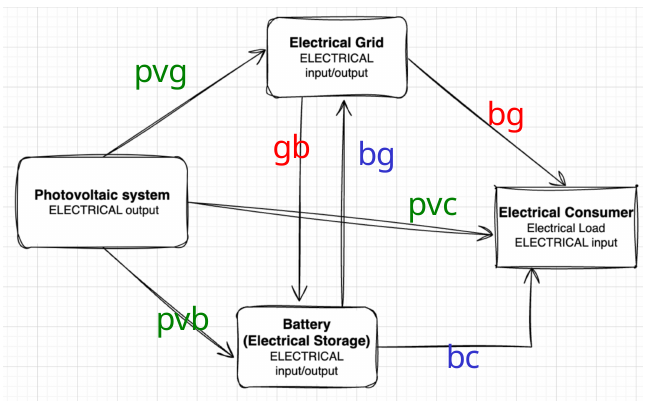 Electrical Grid
ELECTRICAL
input/output
pvg
bg
gb
bg
Photovoltaic system
ELECTRICAL output
pvc
Electrical Consumer
Electrical Load
ELECTRICAL input
pvb
Battery
(Electrical Storage)
ELECTRICAL
input/output
bc